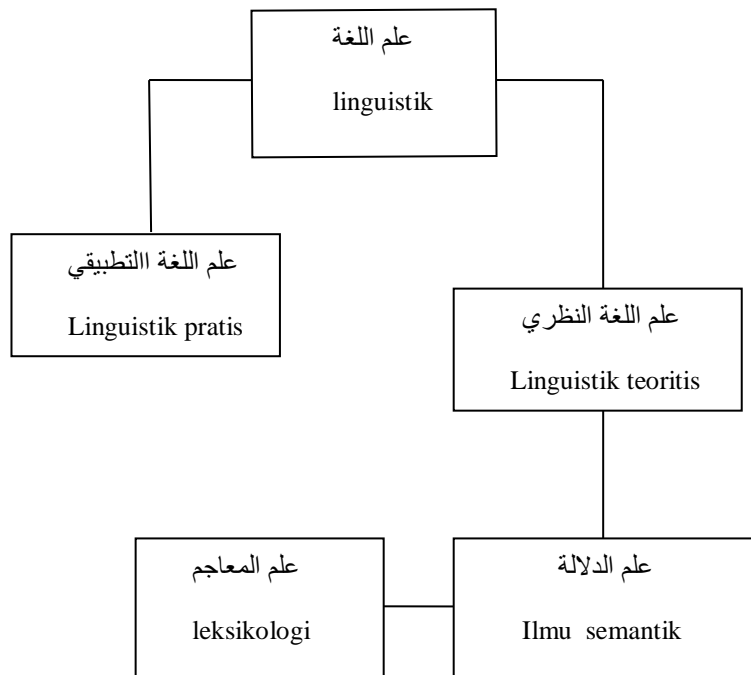 علم اللغة
linguistik
علم اللغة االتطبيقي
Linguistik pratis
علم اللغة النظري
Linguistik teoritis
علم المعاجم
leksikologi
علم الدلالة
Ilmu semantik